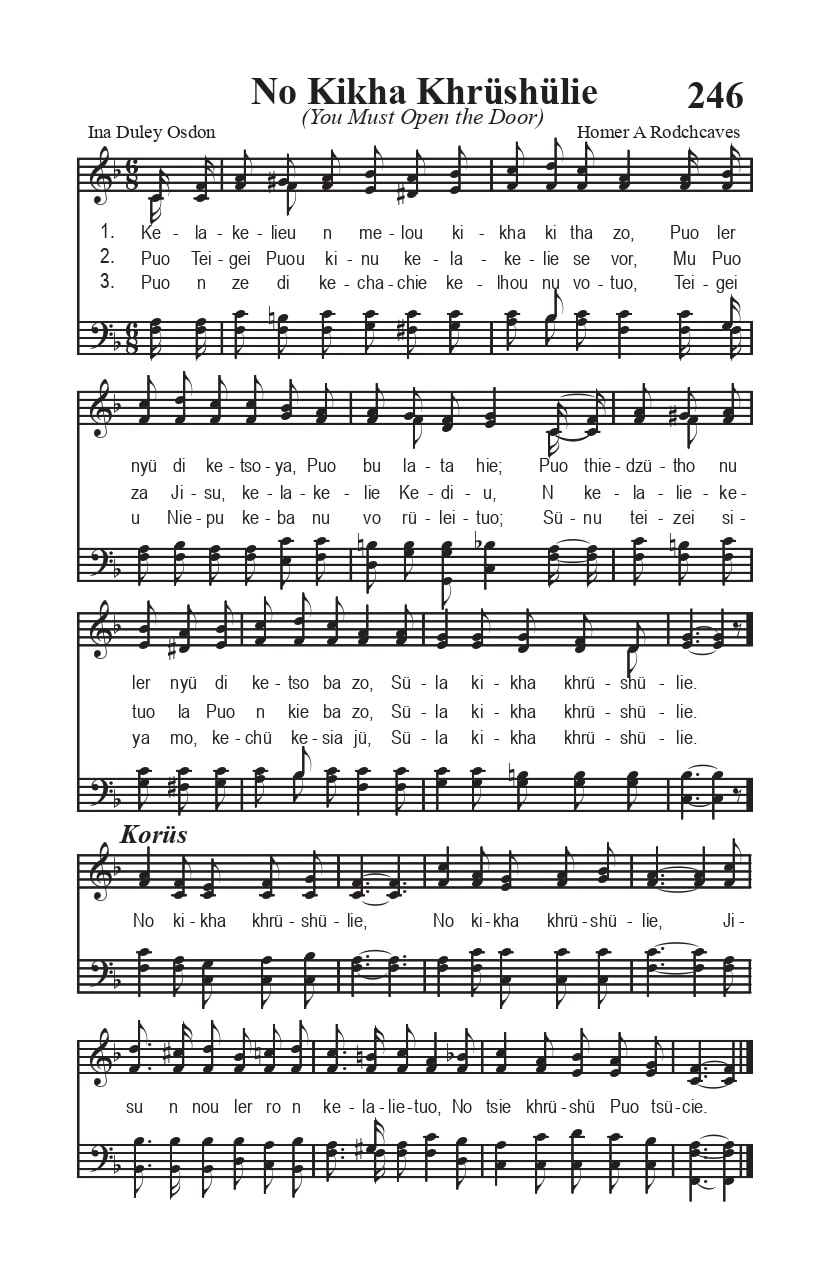 No Kikha Khrüshülie
246
(You Must Open the Door)
Ina Duley Osdon
Homer A Rodchcaves
1. Ke - la - ke - lieu n me - lou ki - kha ki tha zo, Puo ler
2. Puo Tei - gei Puou ki - nu ke - la - ke - lie se vor, Mu Puo
3. Puo n ze di ke - cha - chie ke - lhou nu vo - tuo, Tei - gei
nyü di ke - tso - ya, Puo bu la - ta hie; Puo thie - dzü - tho nu
za Ji - su, ke - la - ke - lie Ke - di - u, N ke - la - lie - ke -
u Nie - pu ke - ba nu vo rü - lei - tuo; Sü - nu tei - zei si -
ler nyü di ke - tso ba zo, Sü - la ki - kha khrü - shü - lie.
tuo la Puo n kie ba zo, Sü - la ki - kha khrü - shü - lie.
ya mo, ke - chü ke - sia jü, Sü - la ki - kha khrü - shü - lie.
Korüs
No ki - kha khrü - shü - lie, No ki - kha khrü - shü - lie, Ji -
su n nou ler ro n ke - la - lie - tuo, No tsie khrü - shü Puo tsü - cie.